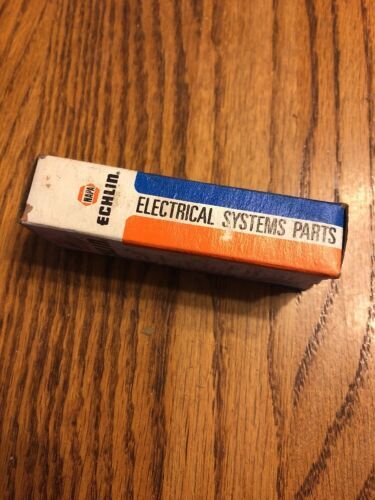 NAPA
ECHLIN.
ELECTRICAL SYSTEMS PARTS